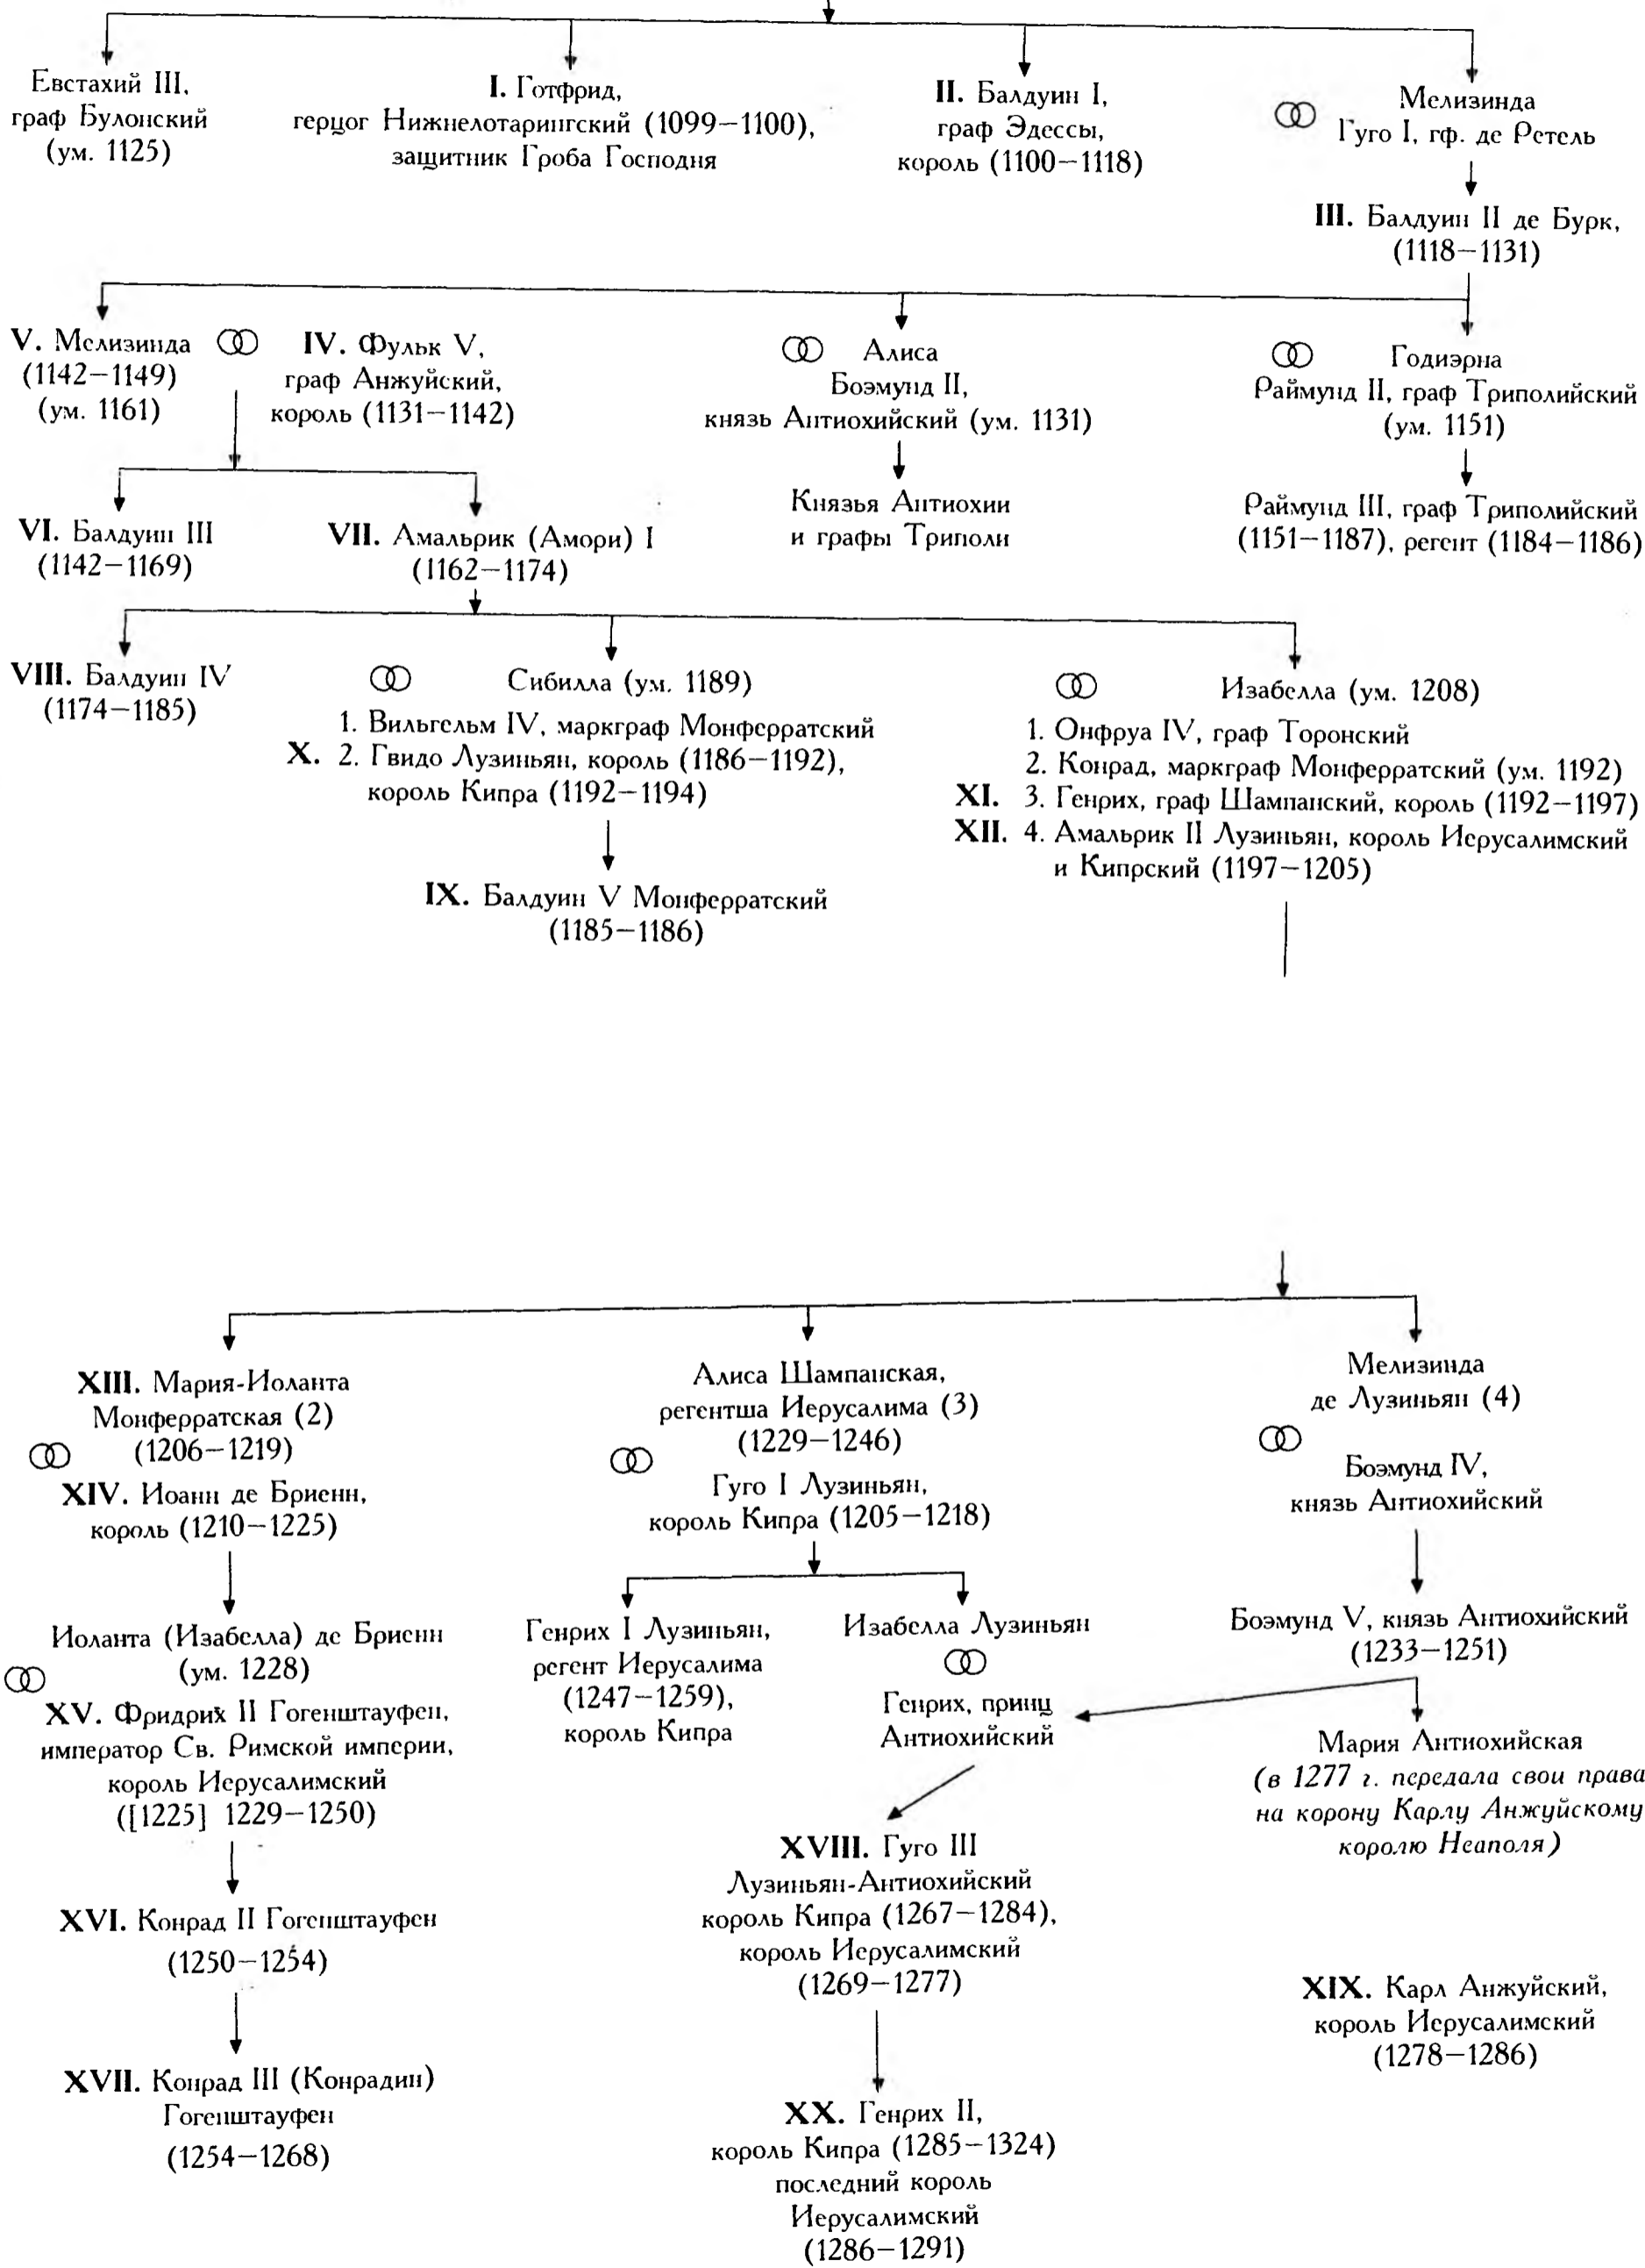 Евстахий III,
граф Булонский
(ум. 1125)
I. Готфрид,
герцог Нижнелотарингский (1099–1100),
защитник Гроба Господня
II. Балдуин I,
граф Эдессы,
король (1100–1118)
Мелизинда
Гуго I, гф. де Ретель
III. Балдуин II де Бурк,
(1118–1131)
V. Мелизинда
(1142–1149)
(ум. 1161)
IV. Фульк V,
граф Анжуйский,
король (1131–1142)
Алиса
Боэмунд II,
князь Антиохийский (ум. 1131)
Годиэрна
Раймунд II, граф Триполийский
(ум. 1151)
VI. Балдуин III
(1142–1169)
VII. Амальрик (Амори) I
(1162–1174)
Князья Антиохии
и графы Триполи
Раймунд III, граф Триполийский
(1151–1187), регент (1184–1186)
VIII. Балдуин IV
(1174–1185)
Сибилла (ум. 1189)
1. Вильгельм IV, маркграф Монферратский
X. 2. Гвидо Лузиньян, король (1186–1192),
король Кипра (1192–1194)
IX. Балдуин V Монферратский
(1185–1186)
Изабелла (ум. 1208)
1. Онфруа IV, граф Торонский
2. Конрад, маркграф Монферратский (ум. 1192)
XI. 3. Генрих, граф Шампанский, король (1192–1197)
XII. 4. Амальрик II Лузиньян, король Иерусалимский
и Кипрский (1197–1205)
XIII. Мария-Иоланта
Монферратская (2)
(1206–1219)
XIV. Иоанн де Бриенн,
король (1210–1225)
Алиса Шампанская,
регентша Иерусалима (3)
(1229–1246)
Гуго I Лузиньян,
король Кипра (1205–1218)
Мелизинда
де Лузиньян (4)
Боэмунд IV,
князь Антиохийский
Иоланта (Изабелла) де Бриенн
(ум. 1228)
XV. Фридрих II Гогенштауфен,
император Св. Римской империи,
король Иерусалимский
([1225] 1229–1250)
Генрих I Лузиньян,
регент Иерусалима
(1247–1259),
король Кипра
Изабелла Лузиньян
Генрих, принц
Антиохийский
Боэмунд V, князь Антиохийский
(1233–1251)
Мария Антиохийская
(в 1277 г. передала свои права
на корону Карлу Анжуйскому
королю Неаполя)
XVI. Конрад II Гогенштауфен
(1250–1254)
XVIII. Гуго III
Лузиньян-Антиохийский
король Кипра (1267–1284),
король Иерусалимский
(1269–1277)
XIX. Карл Анжуйский,
король Иерусалимский
(1278–1286)
XVII. Конрад III (Конрадин)
Гогенштауфен
(1254–1268)
XX. Генрих II,
король Кипра (1285–1324)
последний король
Иерусалимский
(1286–1291)